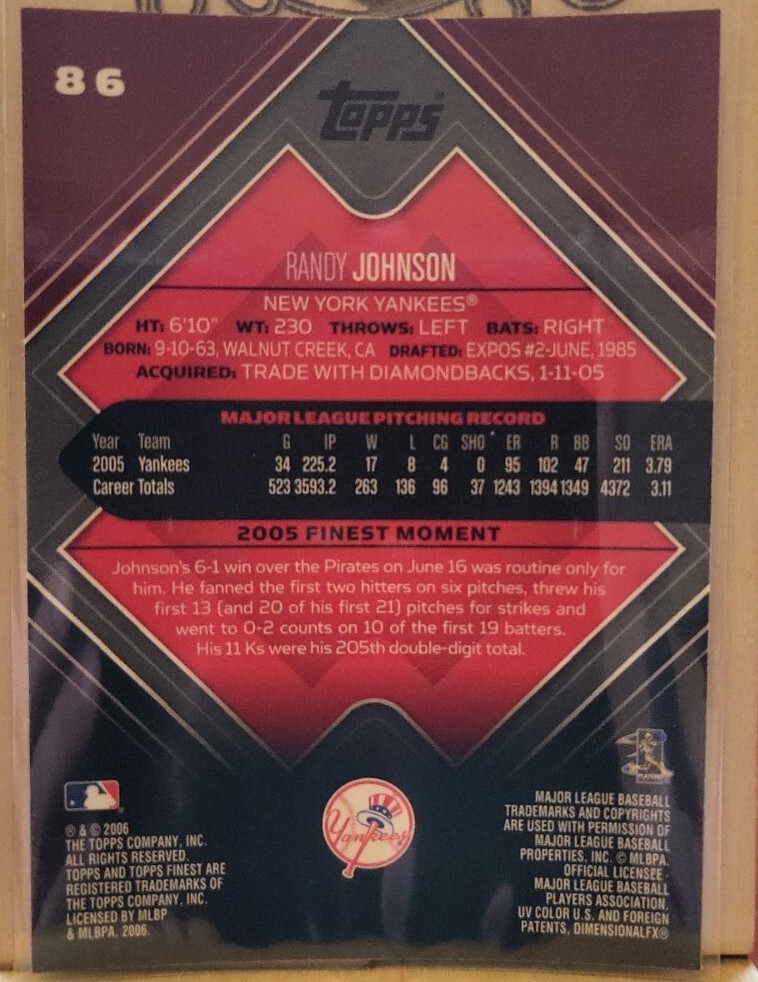 86
Topps®
RANDY JOHNSON
NEW YORK YANKEES®
HT: 6'10" WT: 230 THROWS: LEFT BATS: RIGHT
BORN: 9-10-63, WALNUT CREEK, CA DRAFTED: EXPOS #2-JUNE, 1985
ACQUIRED: TRADE WITH DIAMONDBACKS, 1-11-05
MAJOR LEAGUE PITCHING RECORD
Year Team G IP W L CG SHO ER R BB SO ERA
2005 Yankees 34 225.2 17 8 4 0 95 102 47 211 3.79
Career Totals 523 3593.2 263 136 96 37 1243 1394 1349 4372 3.11
2005 FINEST MOMENT
Johnson's 6-1 win over the Pirates on June 16 was routine only for
him. He fanned the first two hitters on six pitches, threw his
first 13 (and 20 of his first 21) pitches for strikes and
went to 0-2 counts on 10 of the first 19 batters.
His 11 Ks were his 205th double-digit total.
® & © 2006
THE TOPPS COMPANY, INC.
ALL RIGHTS RESERVED.
TOPPS AND TOPPS FINEST ARE
REGISTERED TRADEMARKS OF
THE TOPPS COMPANY, INC.
LICENSED BY MLBP
& MLBPA, 2006.
Yankees
PLAYERS
MAJOR LEAGUE BASEBALL
TRADEMARKS AND COPYRIGHTS
ARE USED WITH PERMISSION OF
MAJOR LEAGUE BASEBALL
PROPERTIES, INC. © MLBPA.
OFFICIAL LICENSEE -
MAJOR LEAGUE BASEBALL
PLAYERS ASSOCIATION.
UV COLOR U.S. AND FOREIGN
PATENTS, DIMENSIONALFX®